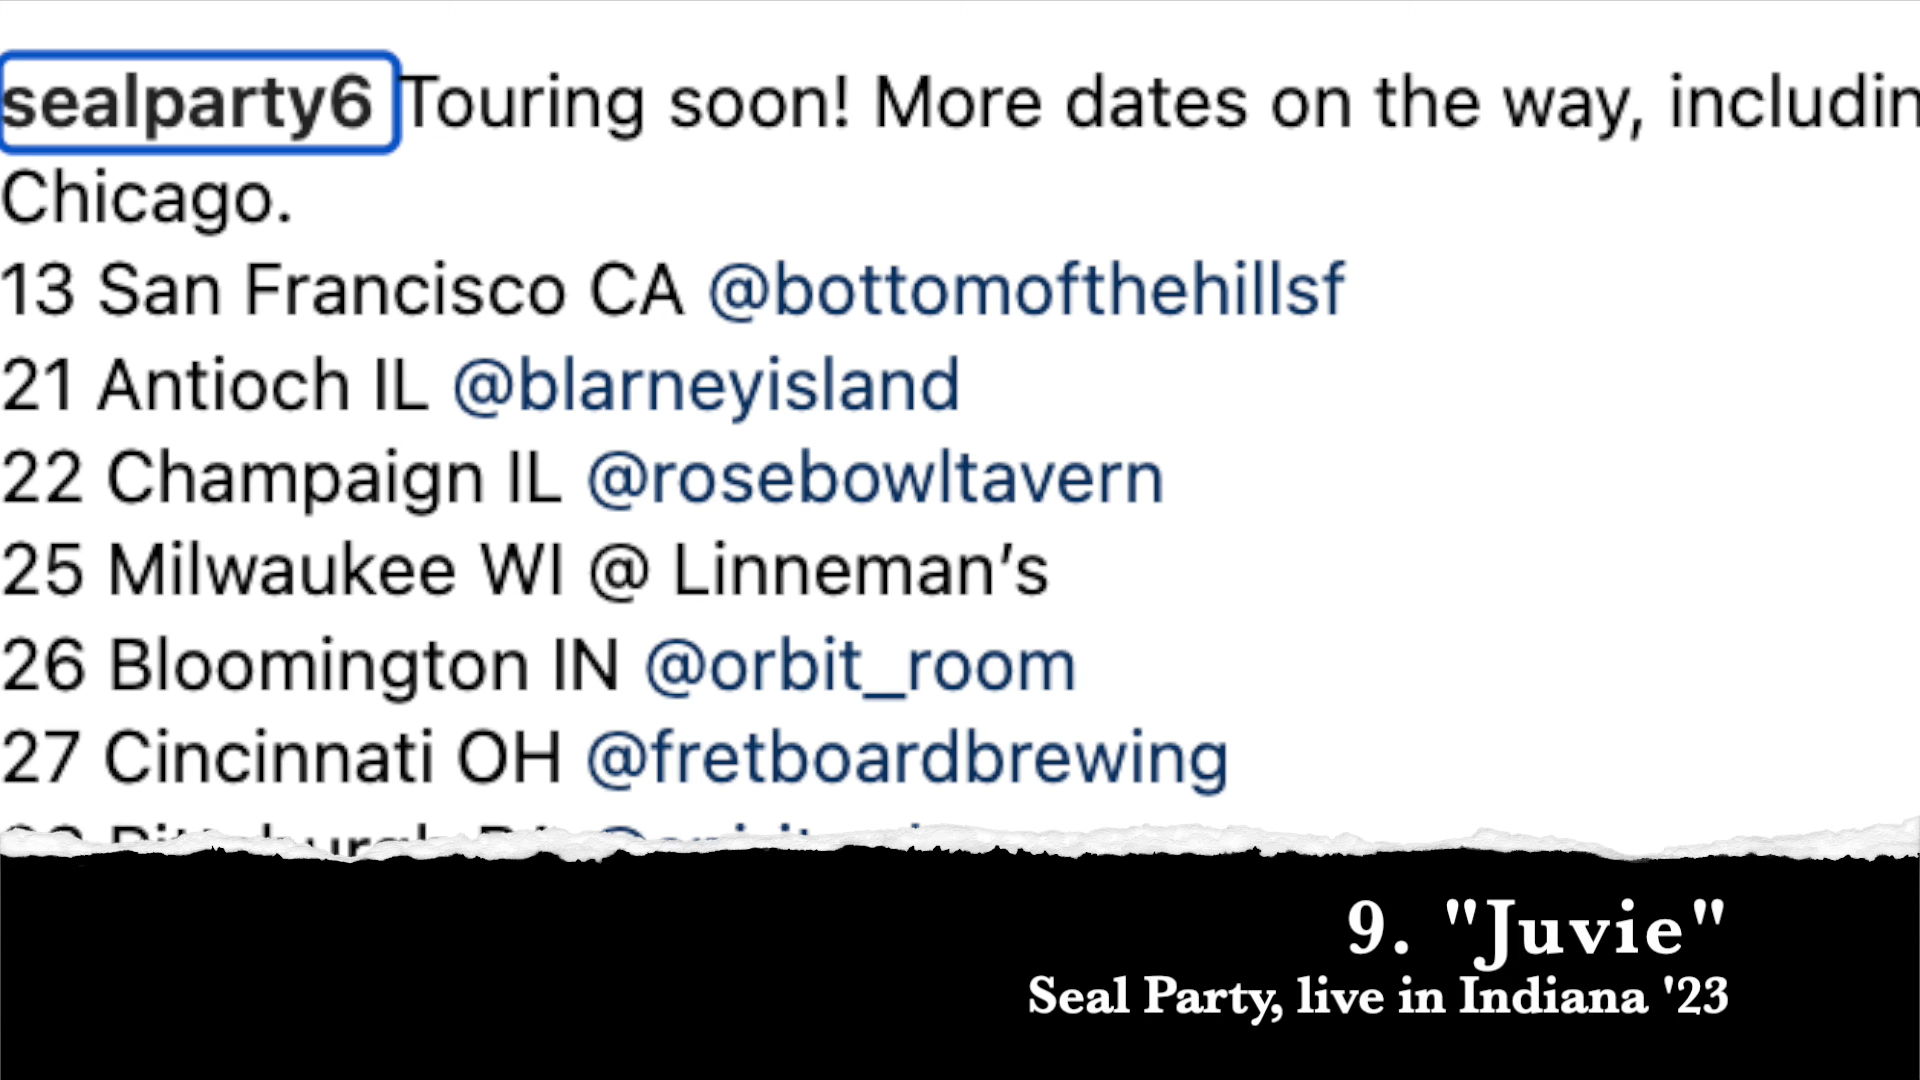 sealparty6 Touring soon! More dates on the way, includin
Chicago.
13 San Francisco CA @bottomofthehillsf
21 Antioch IL @blarneyisland
22 Champaign IL @rosebowltavern
25 Milwaukee WI @ Linneman’s
26 Bloomington IN @orbit_room
27 Cincinnati OH @fretboardbrewing
9. "Juvie"
Seal Party, live in Indiana '23